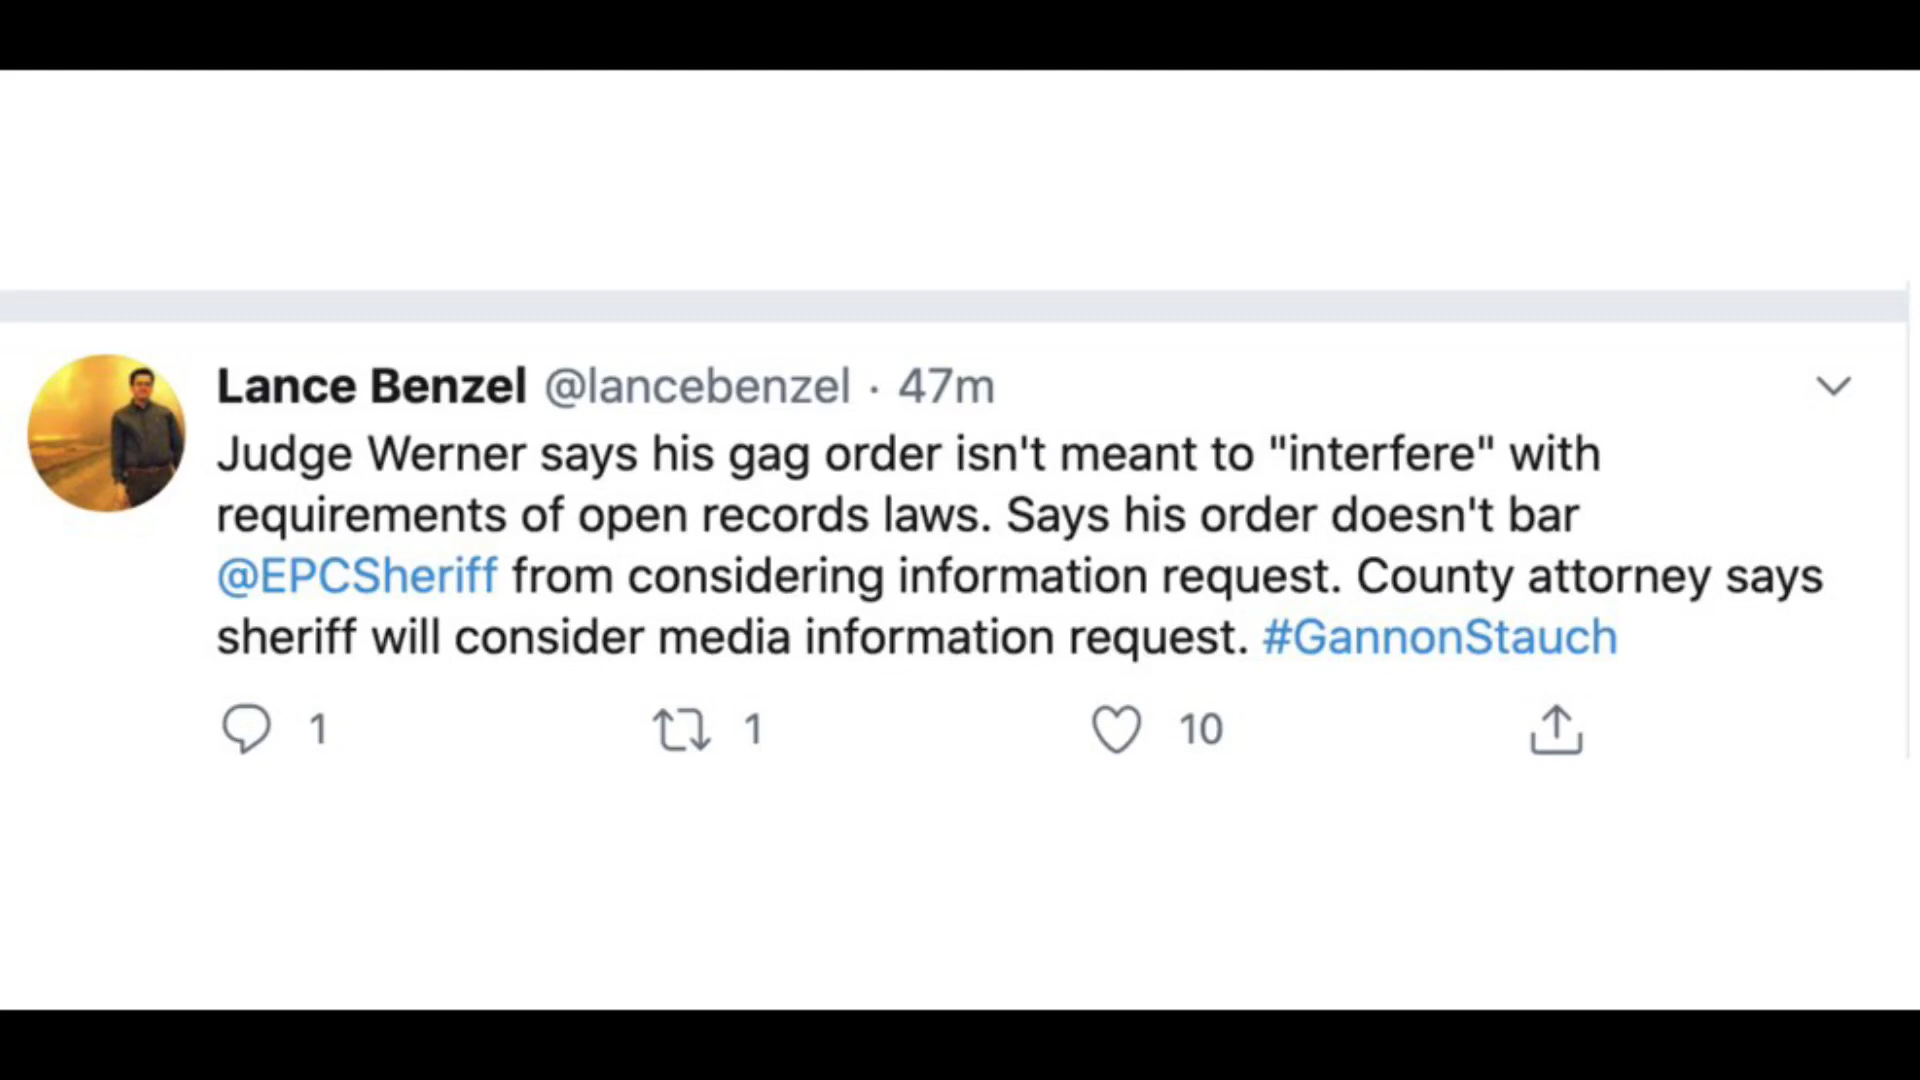 Lance Benzel @lancebenzel · 47m
Judge Werner says his gag order isn't meant to "interfere" with
requirements of open records laws. Says his order doesn't bar
@EPCSheriff from considering information request. County attorney says
sheriff will consider media information request. #GannonStauch
1 1 10